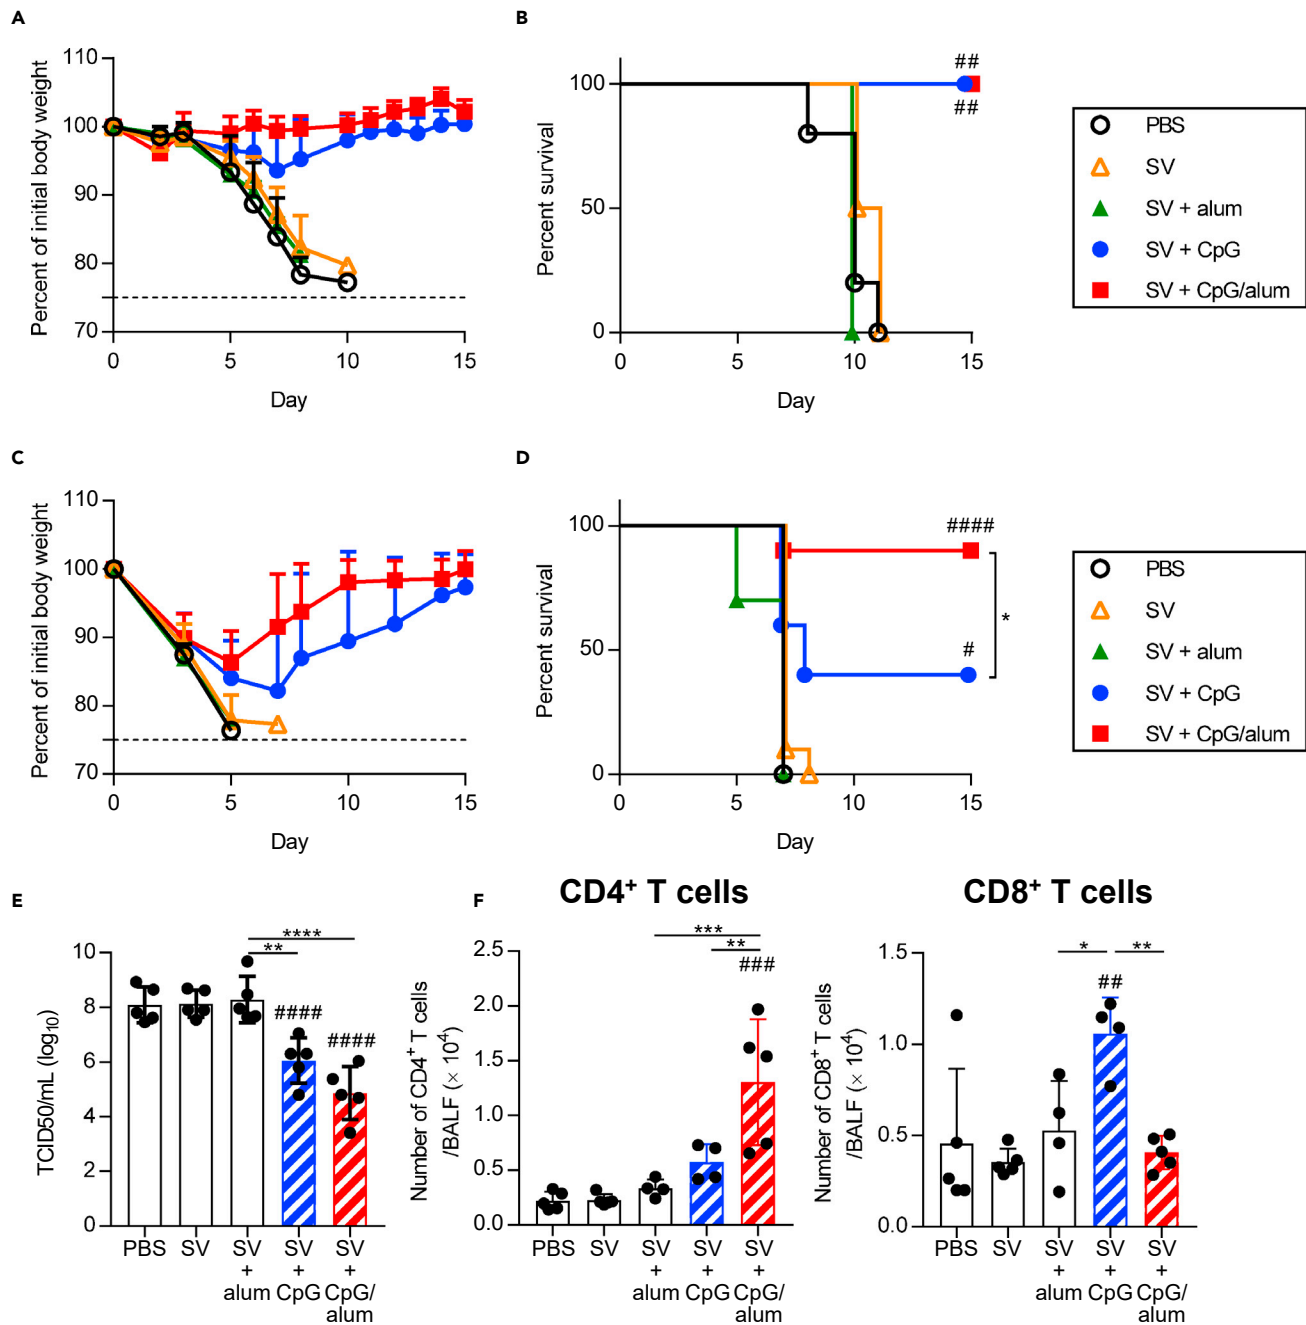 A
Percent of initial body weight
110
100
90
80
70
0
5
10
15
Day
B
Percent survival
100
50
0
0
5
10
15
Day
##
##
PBS
SV
SV + alum
SV + CpG
SV + CpG/alum
C
Percent of initial body weight
110
100
90
80
70
0
5
10
15
Day
D
Percent survival
100
50
0
0
5
10
15
Day
####
#
*
PBS
SV
SV + alum
SV + CpG
SV + CpG/alum
E
TCID50/mL (log10)
10
8
6
4
2
0
****
**
####
####
PBS
SV
SV
+
alum
SV
+
CpG
SV
+
CpG/
alum
F
CD4+ T cells
Number of CD4+ T cells
/BALF (× 10⁴)
2.5
2.0
1.5
1.0
0.5
0.0
***
**
###
PBS
SV
SV
+
alum
SV
+
CpG
SV
+
CpG/
alum
CD8+ T cells
Number of CD8+ T cells
/BALF (× 10⁴)
1.5
1.0
0.5
0.0
*
**
##
PBS
SV
SV
+
alum
SV
+
CpG
SV
+
CpG/
alum